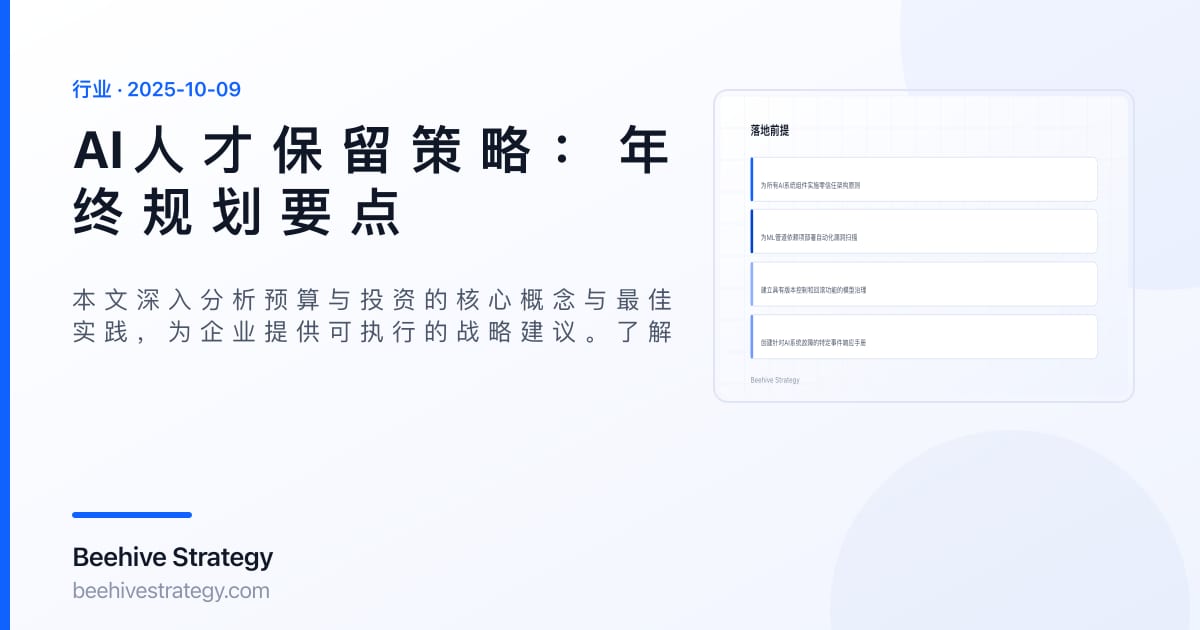 行业 · 2025-10-09
AI人才保留策略：年
终规划要点
本文深入分析预算与投资的核心概念与最佳
实践，为企业提供可执行的战略建议。了解
落地前提
为所有AI系统组件实施零信任架构原则
为ML管道依赖项部署自动化漏洞扫描
建立具有版本控制和回滚功能的模型治理
创建针对AI系统故障的特定事件响应手册
Beehive Strategy
Beehive Strategy
beehivestrategy.com